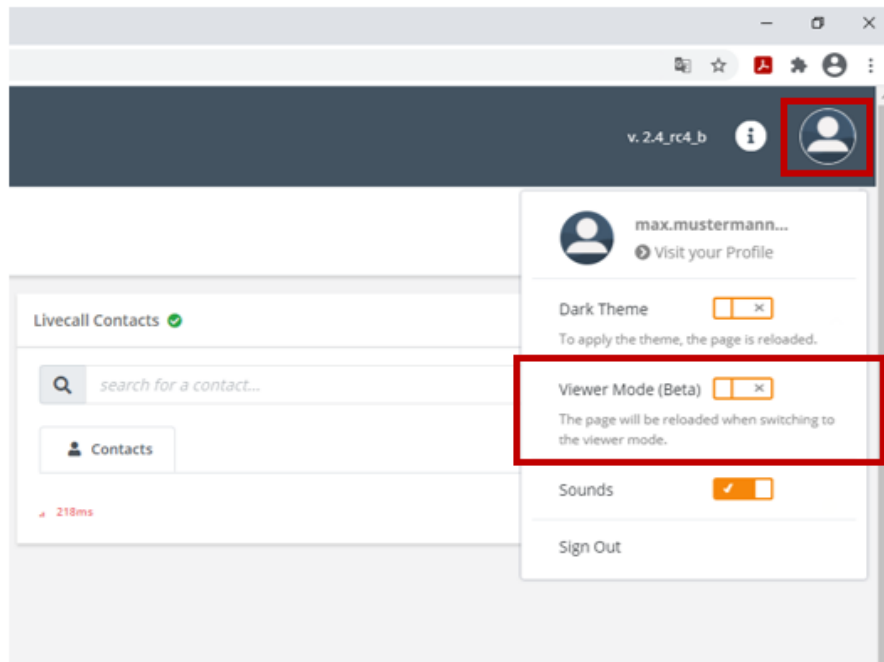 v. 2.4_rc4_b
max.mustermann...
Visit your Profile
Livecall Contacts
search for a contact...
Contacts
218ms
Dark Theme
To apply the theme, the page is reloaded.
Viewer Mode (Beta)
The page will be reloaded when switching to
the viewer mode.
Sounds
Sign Out